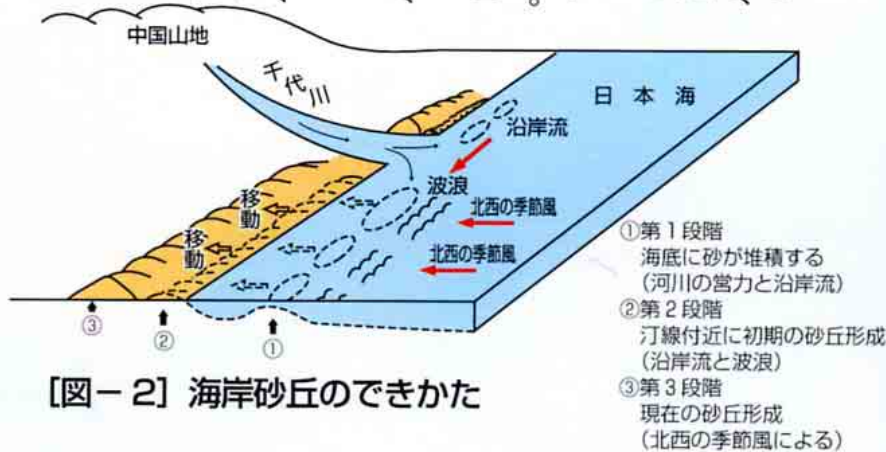 中国山地
千代川
日本海
沿岸流
波浪
北西の季節風
北西の季節風
移動
移動
③
②
①
①第1段階
海底に砂が堆積する
(河川の営力と沿岸流)
②第2段階
汀線付近に初期の砂丘形成
(沿岸流と波浪)
③第3段階
現在の砂丘形成
(北西の季節風による)
[図-2] 海岸砂丘のできかた